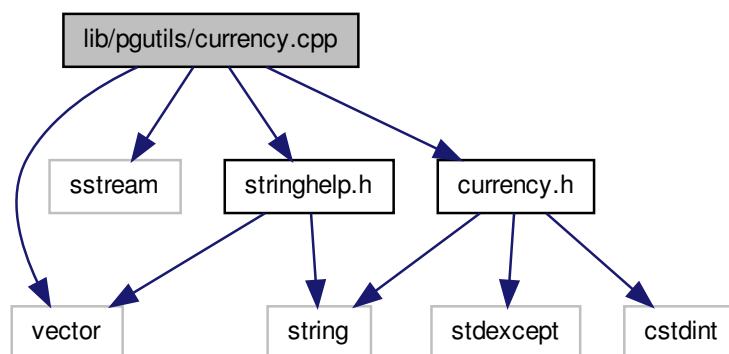 lib/pgutils/currency.cpp
sstream
stringhelp.h
currency.h
vector
string
stdexcept
cstdint